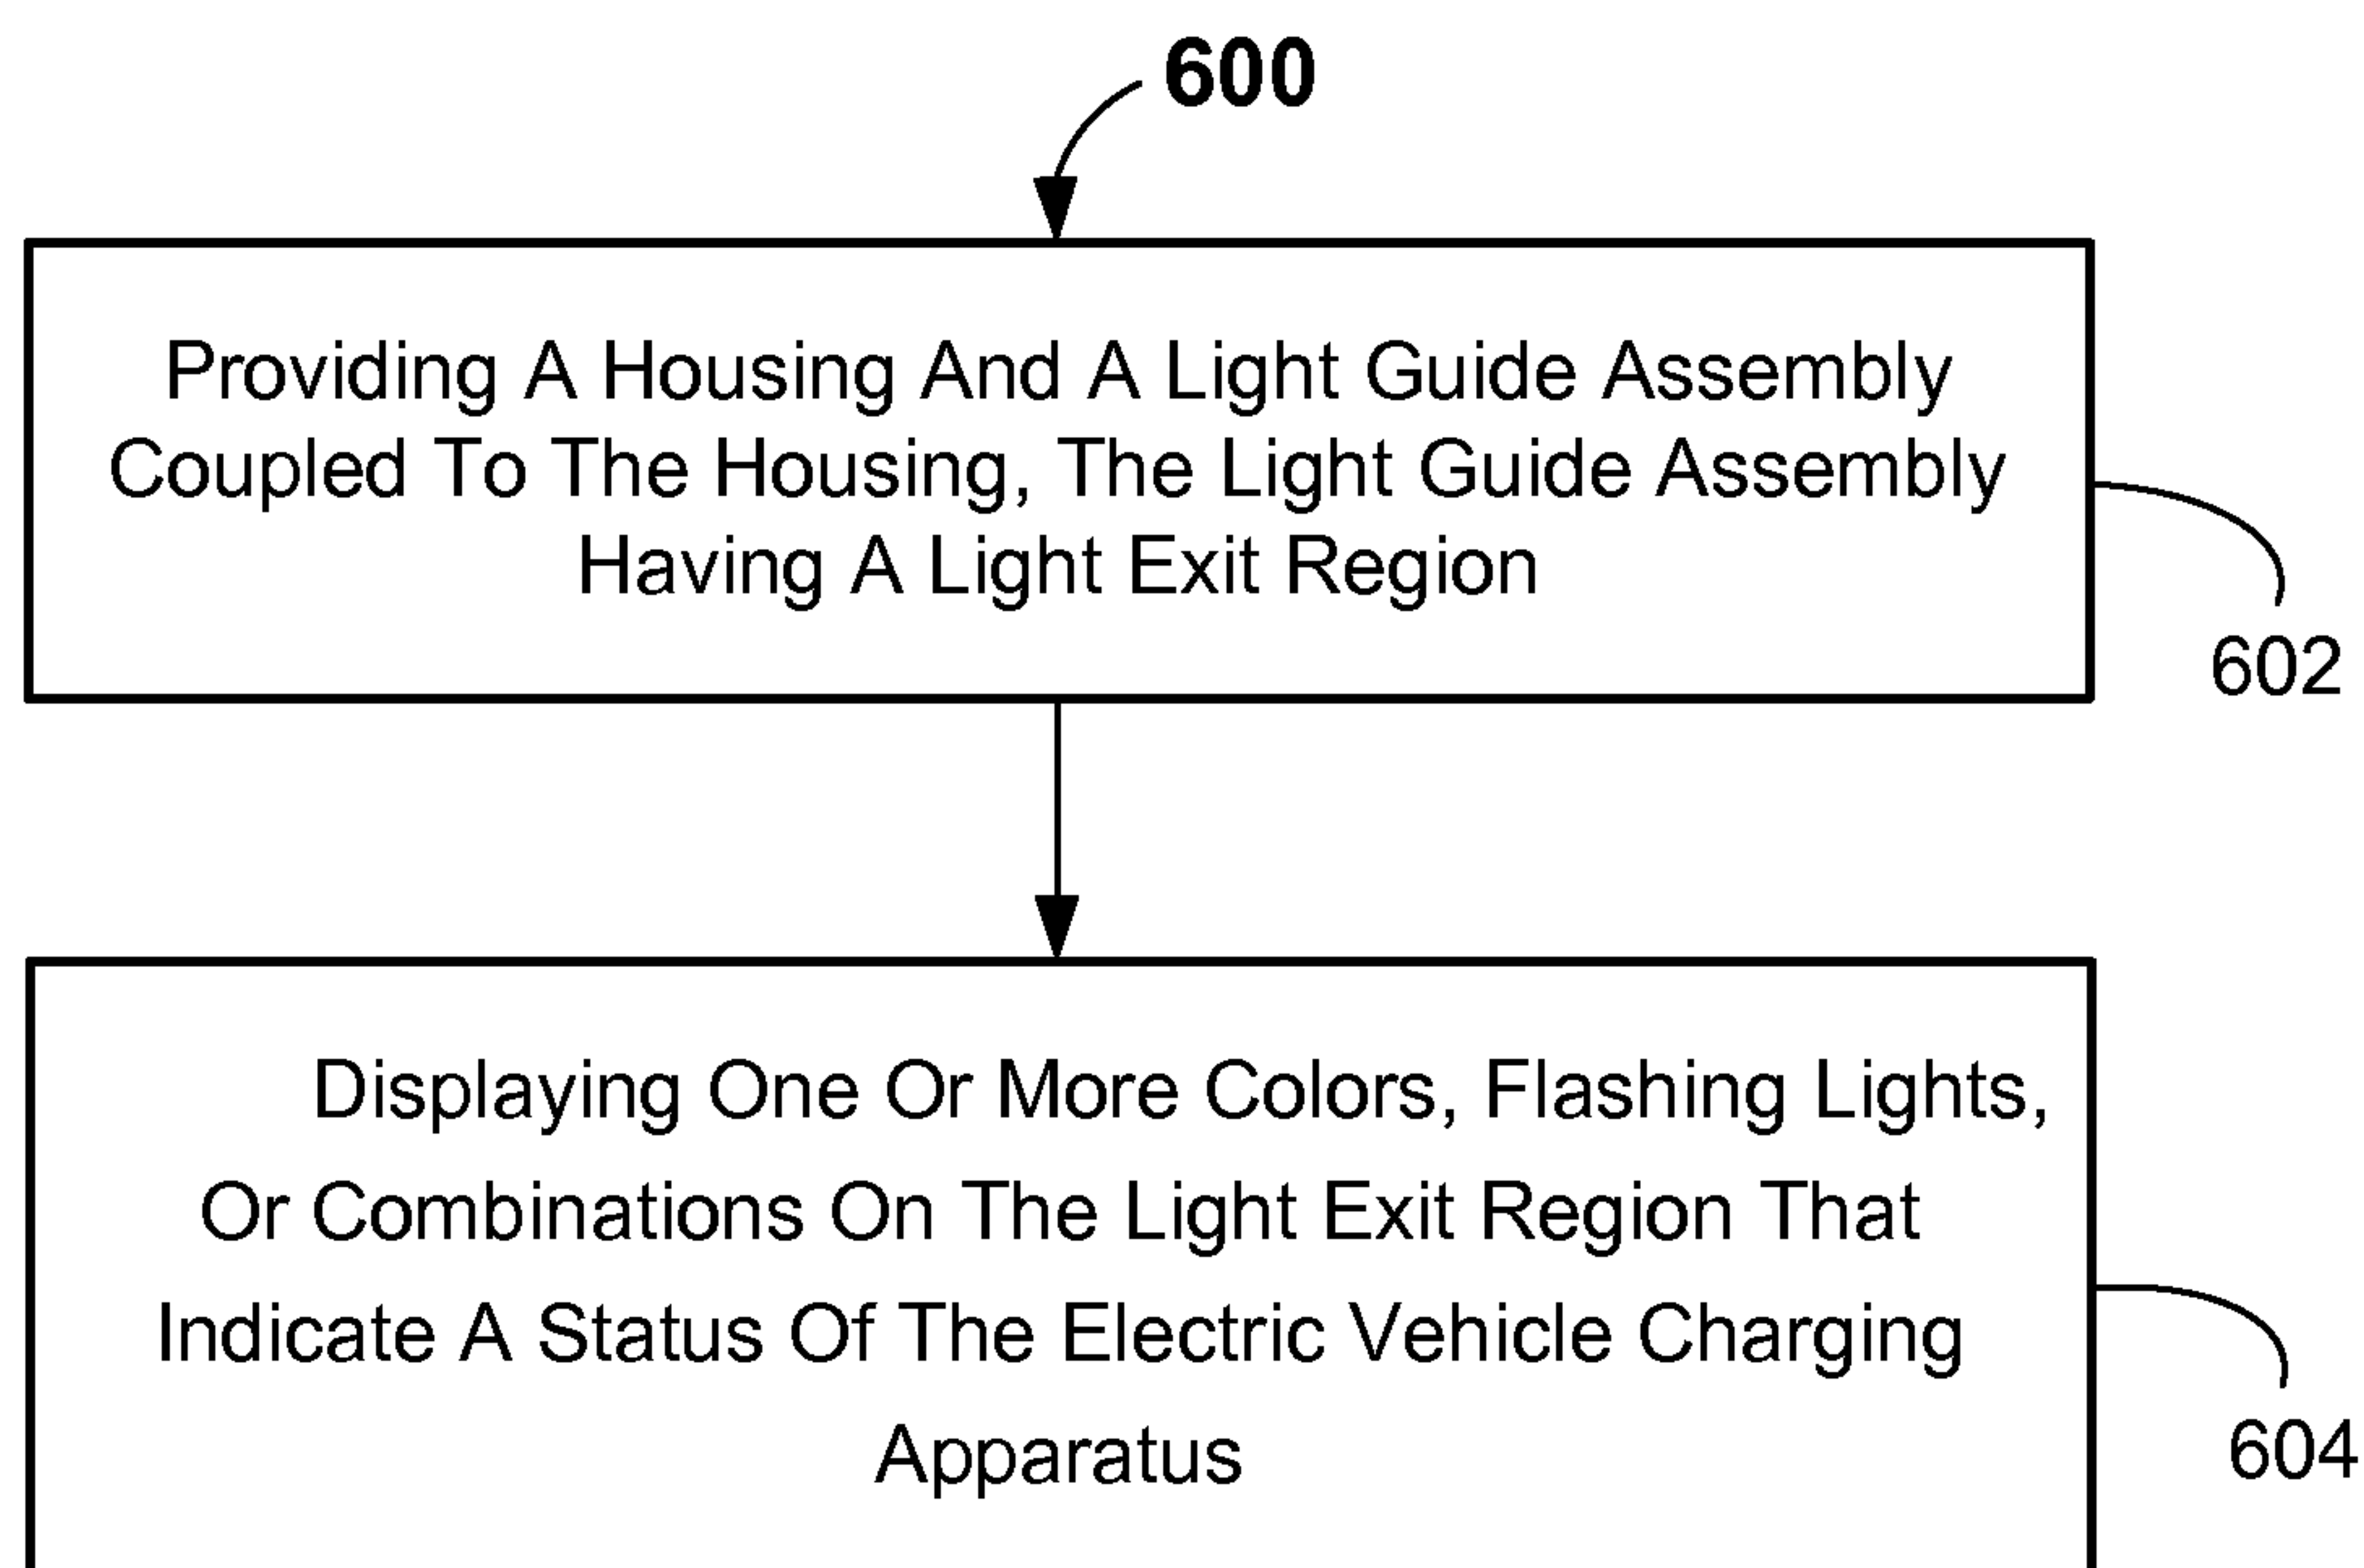 600
Providing A Housing And A Light Guide Assembly
Coupled To The Housing, The Light Guide Assembly
Having A Light Exit Region
602
Displaying One Or More Colors, Flashing Lights,
Or Combinations On The Light Exit Region That
Indicate A Status Of The Electric Vehicle Charging
Apparatus
604